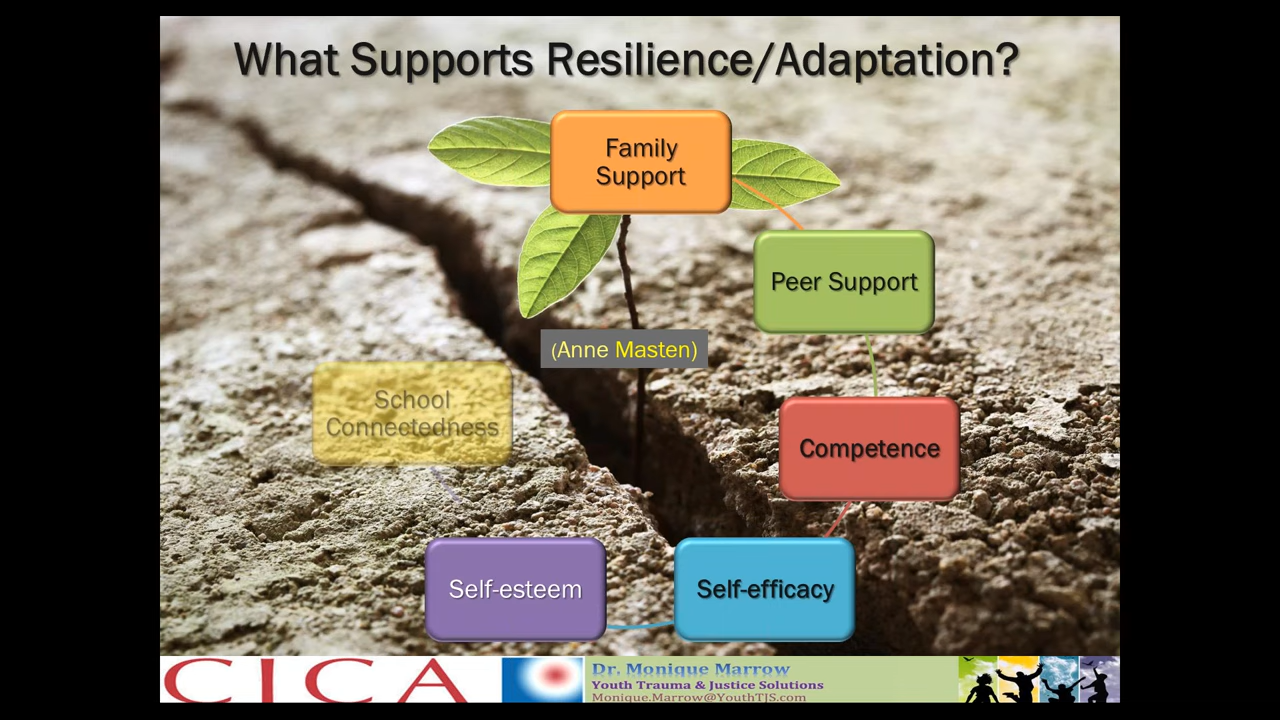 What Supports Resilience/Adaptation?
Family
Support
Peer Support
(Anne Masten)
School
Connectedness
Competence
Self-esteem
Self-efficacy
CICA
Dr. Monique Marrow
Youth Trauma & Justice Solutions
Monique.Marrow@YouthTJS.com